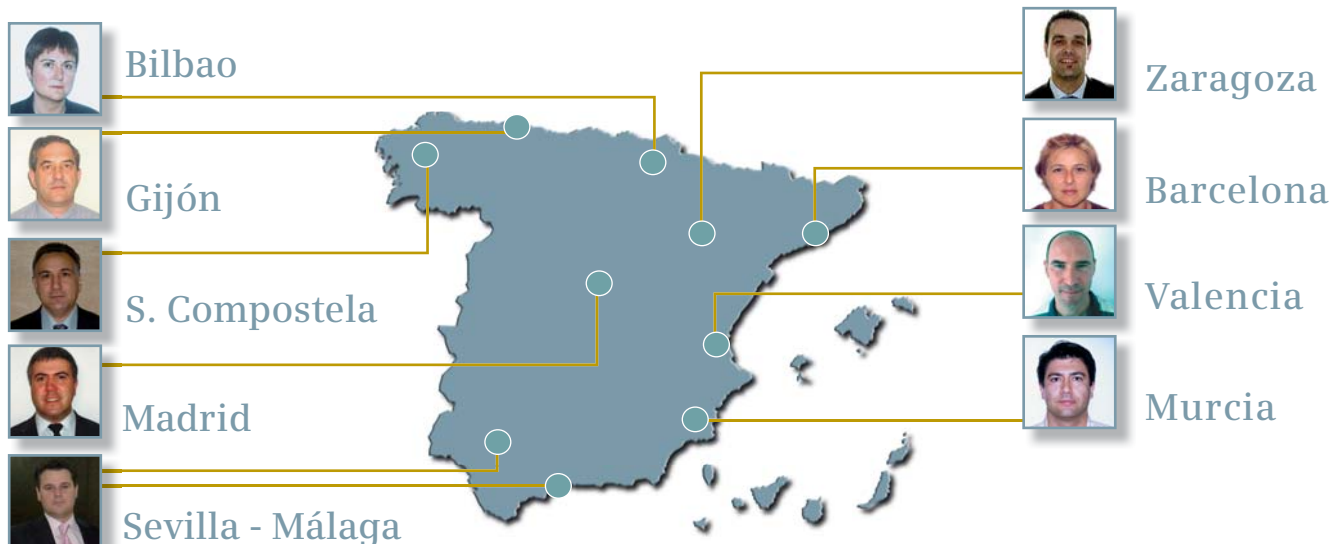 Bilbao
Gijón
S. Compostela
Madrid
Sevilla - Málaga
Zaragoza
Barcelona
Valencia
Murcia